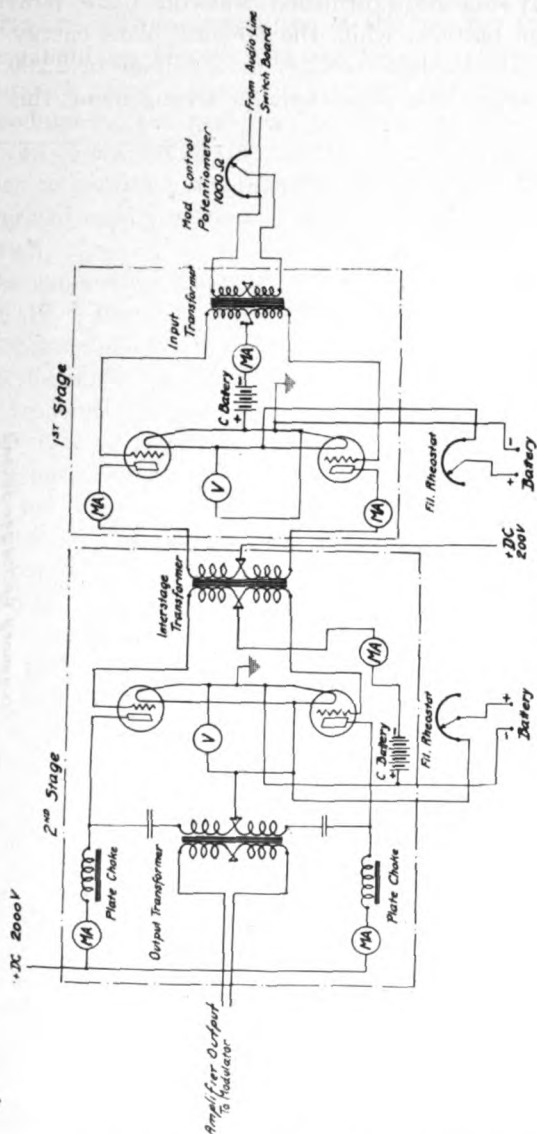 From Audio Line
Switch Board
Mod Control
Potentiometer
1000 Ω
Input
Transformer
1ST Stage
MA
C Battery
+
-
MA
V
MA
Fil. Rheostat
+
-
Battery
Interstage
Transformer
+DC
200V
2ND Stage
V
MA
C Battery
+
-
Fil. Rheostat
-
+
Battery
Plate Choke
MA
Output Transformer
Plate Choke
MA
+DC 2000V
Amplifier Output
To Modulator